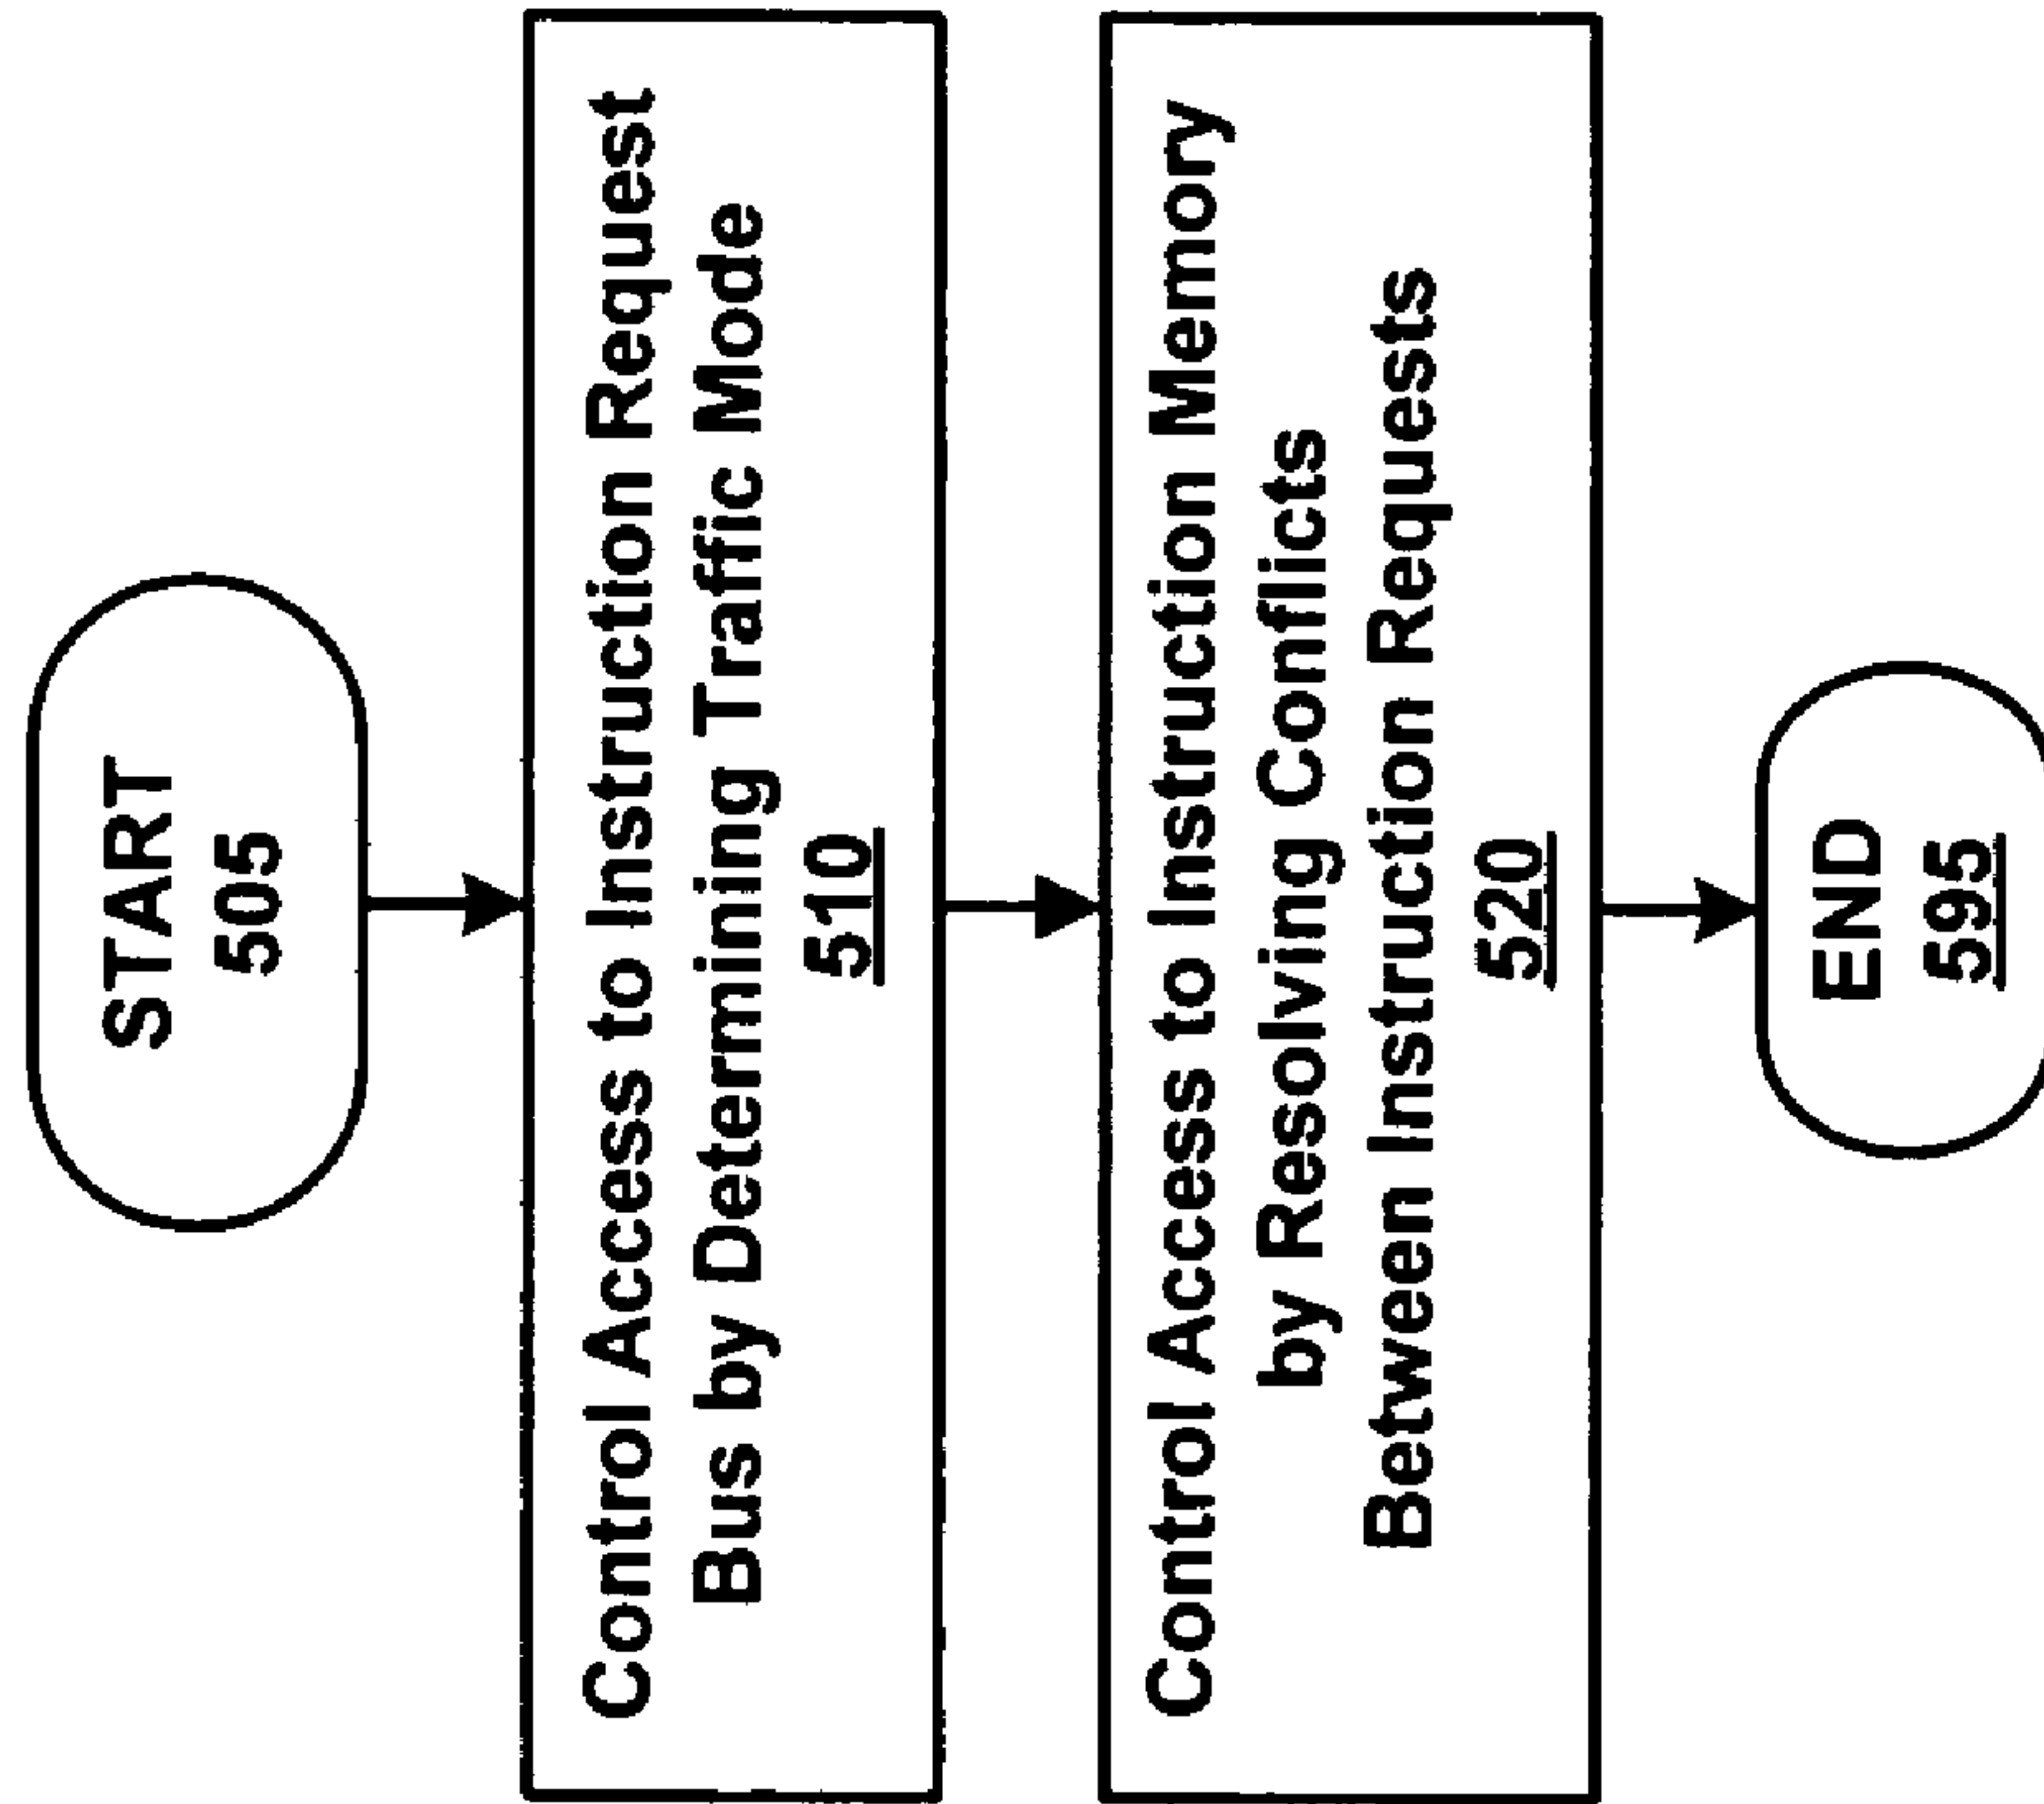 START
505
Control Access to Instruction Request
Bus by Determining Traffic Mode
510
Control Access to Instruction Memory
by Resolving Conflicts
Between Instruction Requests
520
END
595